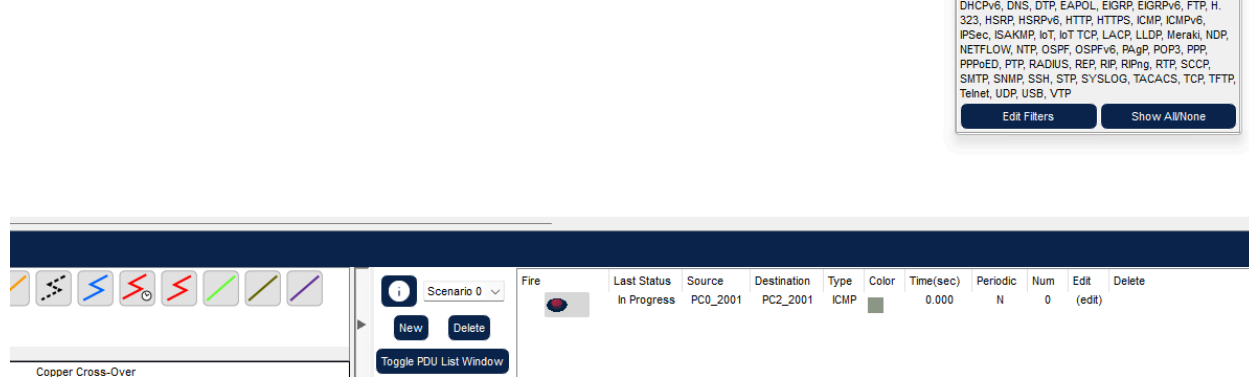 DHCPv6, DNS, DTP, EAPOL, EIGRP, EIGRPv6, FTP, H.
323, HSRP, HSRPv6, HTTP, HTTPS, ICMP, ICMPv6,
IPSec, ISAKMP, IoT, IoT TCP, LACP, LLDP, Meraki, NDP,
NETFLOW, NTP, OSPF, OSPFv6, PAgP, POP3, PPP,
PPPoED, PTP, RADIUS, REP, RIP, RIPng, RTP, SCCP,
SMTP, SNMP, SSH, STP, SYSLOG, TACACS, TCP, TFTP,
Telnet, UDP, USB, VTP
Edit Filters Show All/None
Scenario 0
New Delete
Toggle PDU List Window
Fire Last Status Source Destination Type Color Time(sec) Periodic Num Edit Delete
In Progress PC0_2001 PC2_2001 ICMP 0.000 N 0 (edit)
Copper Cross-Over